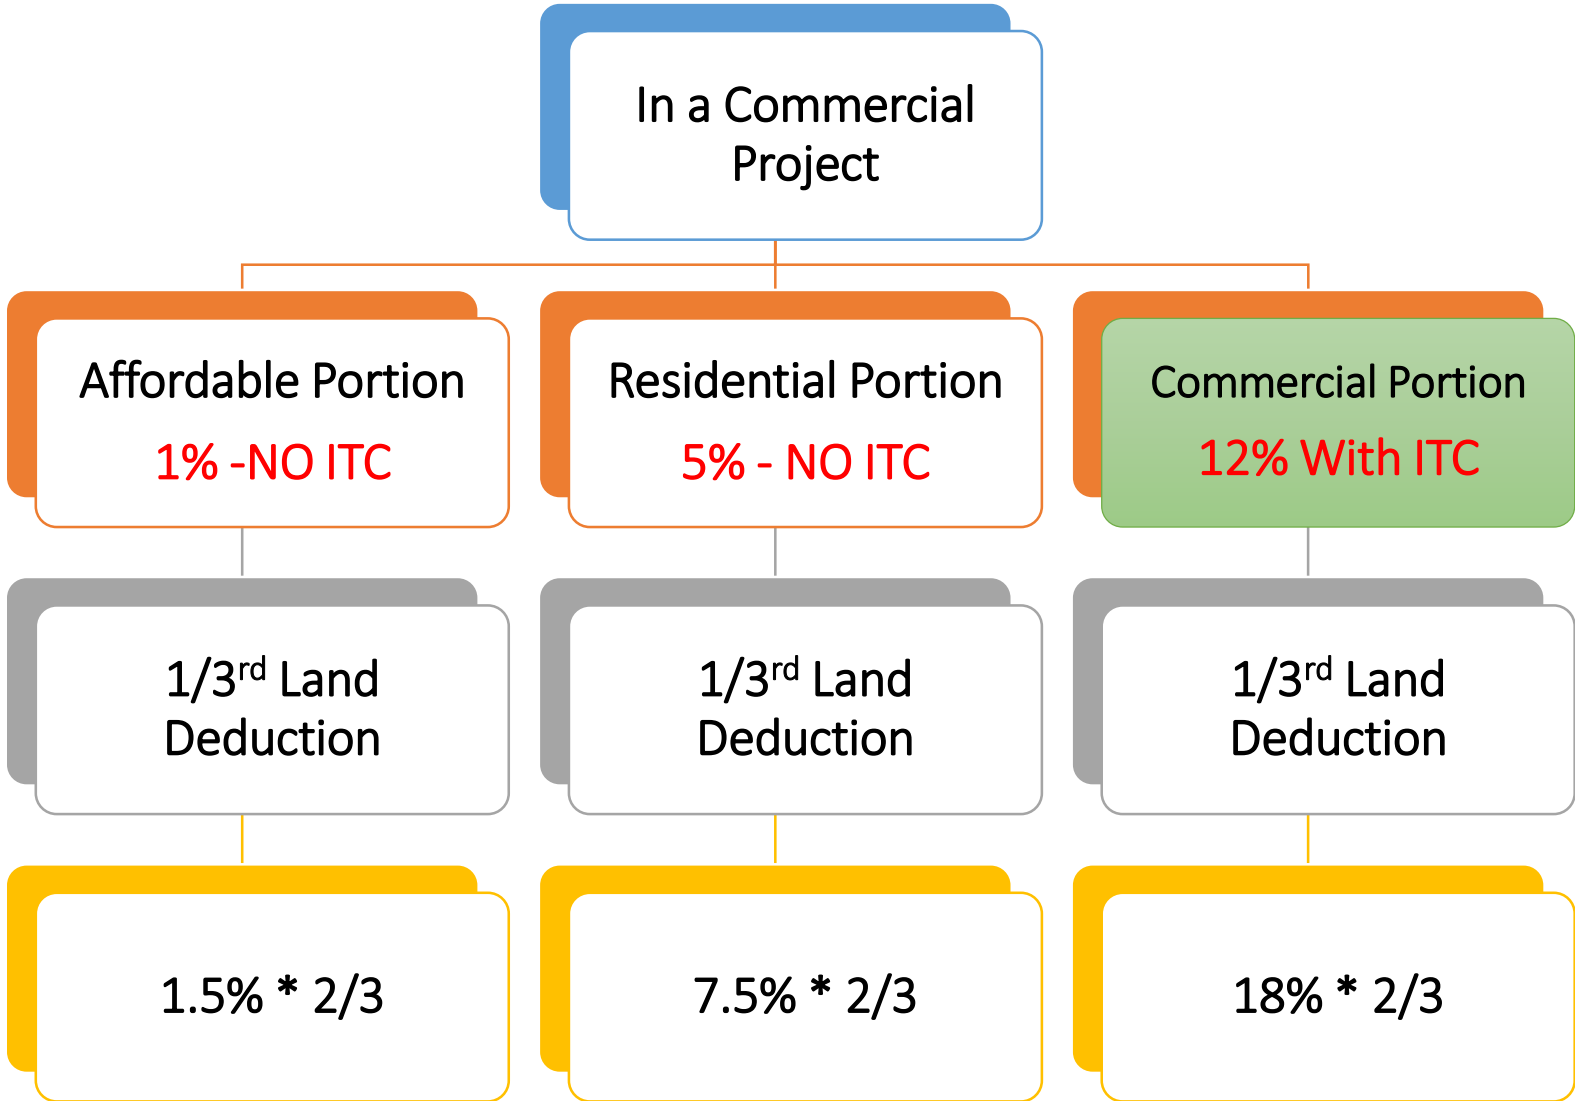 In a Commercial
Project
Affordable Portion
1% -NO ITC
Residential Portion
5% - NO ITC
Commercial Portion
12% With ITC
1/3rd Land
Deduction
1/3rd Land
Deduction
1/3rd Land
Deduction
1.5% * 2/3
7.5% * 2/3
18% * 2/3